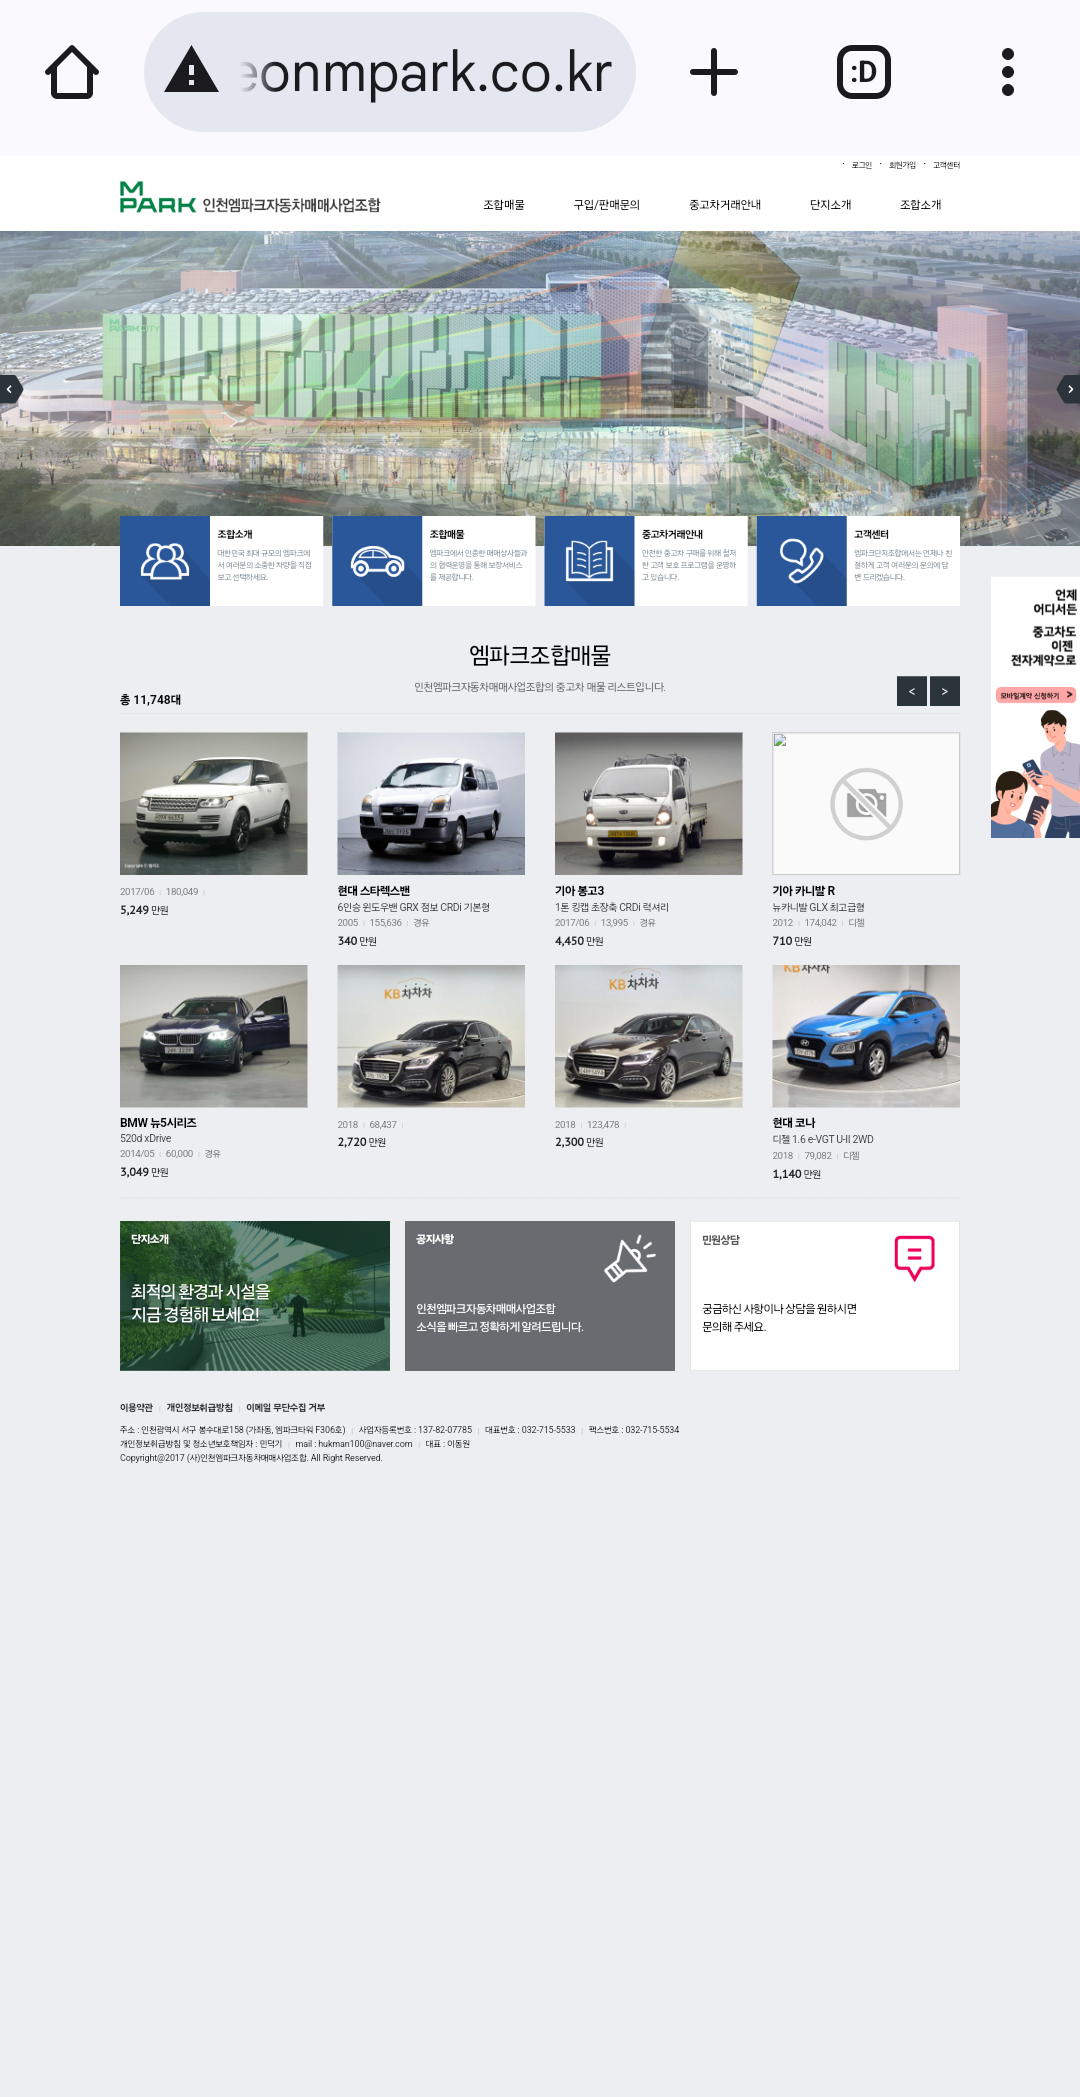 eonmpark.co.kr
:D
· 로그인 · 회원가입 · 고객센터
M PARK 인천엠파크자동차매매사업조합
조합매물 구입/판매문의 중고차거래안내 단지소개 조합소개
M PARK CITY
조합소개
대한민국 최대 규모의 엠파크에
서 여러분의 소중한 차량을 직접
보고 선택하세요.
조합매물
엠파크에서 인증한 매매상사들과
의 협력운영을 통해 보장서비스
를 제공합니다.
중고차거래안내
안전한 중고차 구매를 위해 철저
한 고객 보호 프로그램을 운영하
고 있습니다.
고객센터
엠파크단지조합에서는 언제나 친
절하게 고객 여러분의 문의에 답
변 드리겠습니다.
언제
어디서든
중고차도
이젠
전자계약으로
모바일계약 신청하기 >
엠파크조합매물
인천엠파크자동차매매사업조합의 중고차 매물 리스트입니다.
총 11,748대
< >
2017/06 180,049
5,249 만원
현대 스타렉스밴
6인승 윈도우밴 GRX 점보 CRDi 기본형
2005 155,636 경유
340 만원
기아 봉고3
1톤 킹캡 초장축 CRDi 럭셔리
2017/06 13,995 경유
4,450 만원
기아 카니발 R
뉴카니발 GLX 최고급형
2012 174,042 디젤
710 만원
BMW 뉴5시리즈
520d xDrive
2014/05 60,000 경유
3,049 만원
KB차차차
2018 68,437
2,720 만원
KB차차차
2018 123,478
2,300 만원
KB차차차
현대 코나
디젤 1.6 e-VGT U-II 2WD
2018 79,082 디젤
1,140 만원
단지소개
최적의 환경과 시설을
지금 경험해 보세요!
공지사항
인천엠파크자동차매매사업조합
소식을 빠르고 정확하게 알려드립니다.
민원상담
궁금하신 사항이나 상담을 원하시면
문의해 주세요.
이용약관 개인정보취급방침 이메일 무단수집 거부
주소 : 인천광역시 서구 봉수대로158 (가좌동, 엠파크타워 F306호) 사업자등록번호 : 137-82-07785 대표번호 : 032-715-5533 팩스번호 : 032-715-5534
개인정보취급방침 및 청소년보호책임자 : 민덕기 mail : hukman100@naver.com 대표 : 이동원
Copyright@2017 (사)인천엠파크자동차매매사업조합. All Right Reserved.